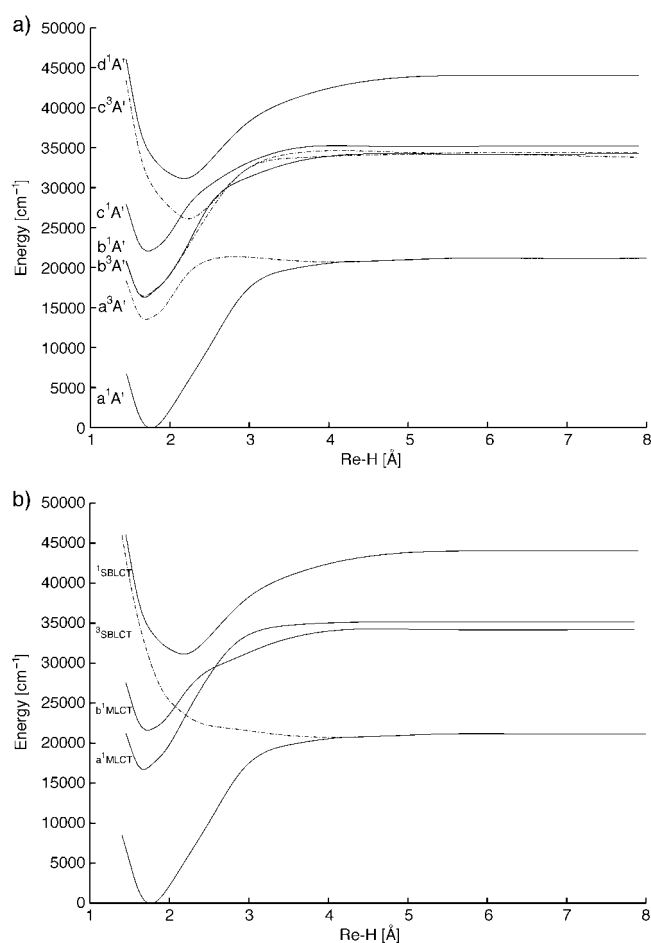 a)
50000
45000
40000
35000
30000
25000
20000
15000
10000
5000
0
Energy [cm⁻¹]
d¹A'
c³A'
c¹A'
b¹A'
b³A'
a³A'
a¹A'
1 2 3 4 5 6 7 8
Re-H [Å]
b)
50000
45000
40000
35000
30000
25000
20000
15000
10000
5000
0
Energy [cm⁻¹]
¹SBLCT
³SBLCT
b¹MLCT
a¹MLCT
1 2 3 4 5 6 7 8
Re-H [Å]